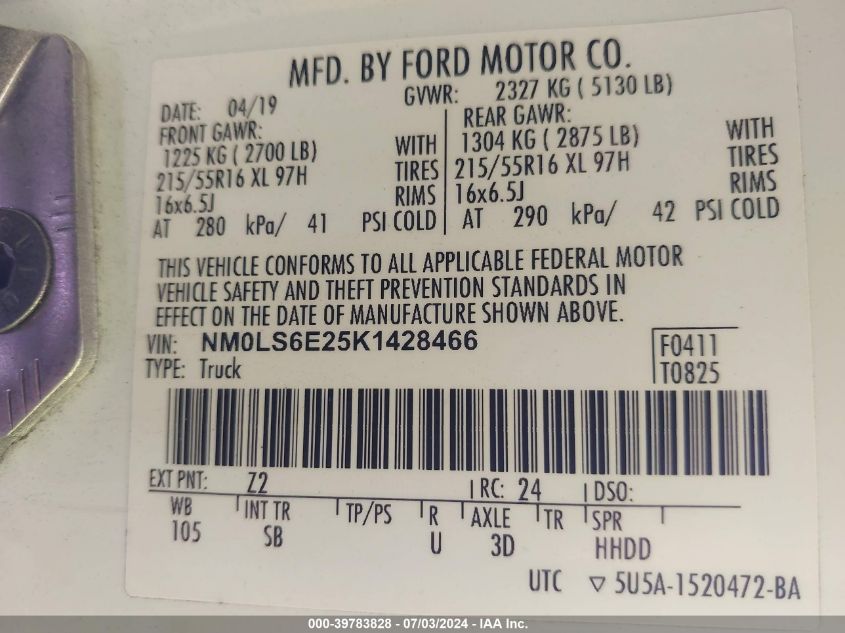 MFD. BY FORD MOTOR CO.
DATE: 04/19 GVWR: 2327 KG ( 5130 LB)
FRONT GAWR: REAR GAWR:
1225 KG ( 2700 LB) WITH 1304 KG ( 2875 LB) WITH
215/55R16 XL 97H TIRES 215/55R16 XL 97H TIRES
16x6.5J RIMS 16x6.5J RIMS
AT 280 kPa/ 41 PSI COLD AT 290 kPa/ 42 PSI COLD
THIS VEHICLE CONFORMS TO ALL APPLICABLE FEDERAL MOTOR
VEHICLE SAFETY AND THEFT PREVENTION STANDARDS IN
EFFECT ON THE DATE OF MANUFACTURE SHOWN ABOVE.
VIN: NM0LS6E25K1428466 F0411
TYPE: Truck T0825
EXT PNT: Z2 RC: 24 DSO:
WB INT TR TP/PS R AXLE TR SPR
105 SB U 3D HHDD
UTC ▽ 5U5A-1520472-BA
000-39783828 - 07/03/2024 - IAA Inc.